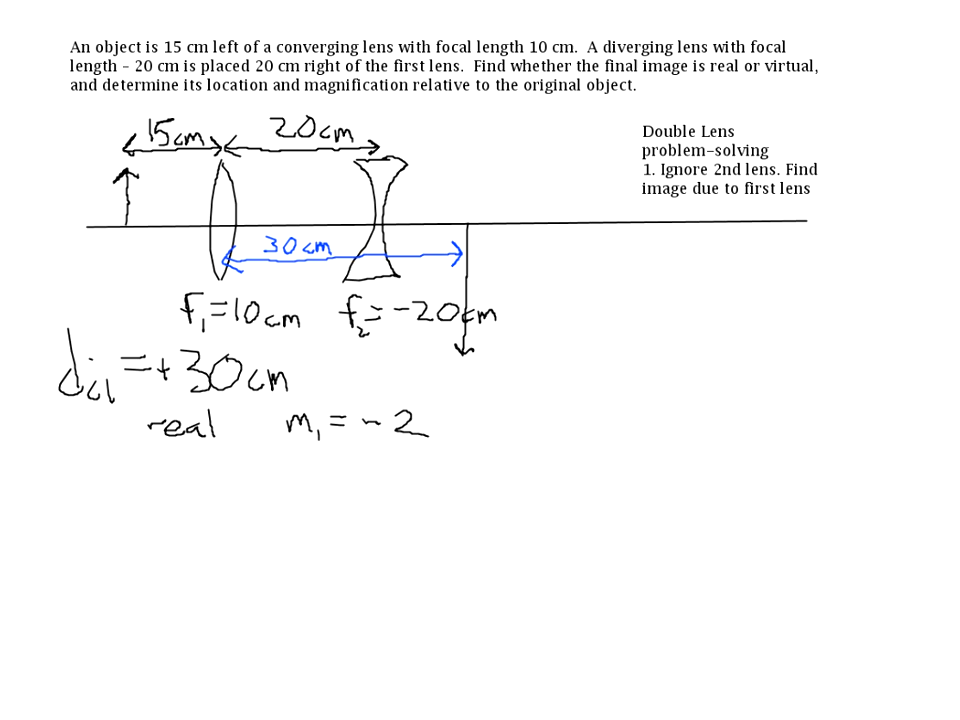 An object is 15 cm left of a converging lens with focal length 10 cm.  A diverging lens with focal
length - 20 cm is placed 20 cm right of the first lens.  Find whether the final image is real or virtual,
and determine its location and magnification relative to the original object.
Double Lens
problem-solving
1. Ignore 2nd lens. Find
image due to first lens
15cm 20cm
30cm
f₁=10cm f₂=-20cm
di1=+30cm
real m₁=-2